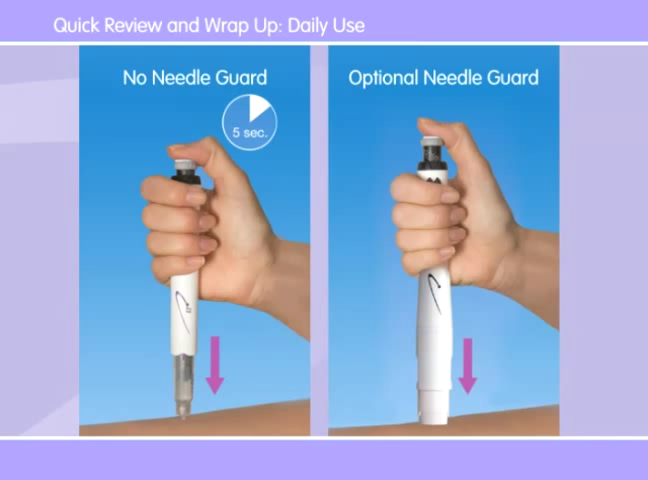 Quick Review and Wrap Up: Daily Use
No Needle Guard
5 sec.
Optional Needle Guard